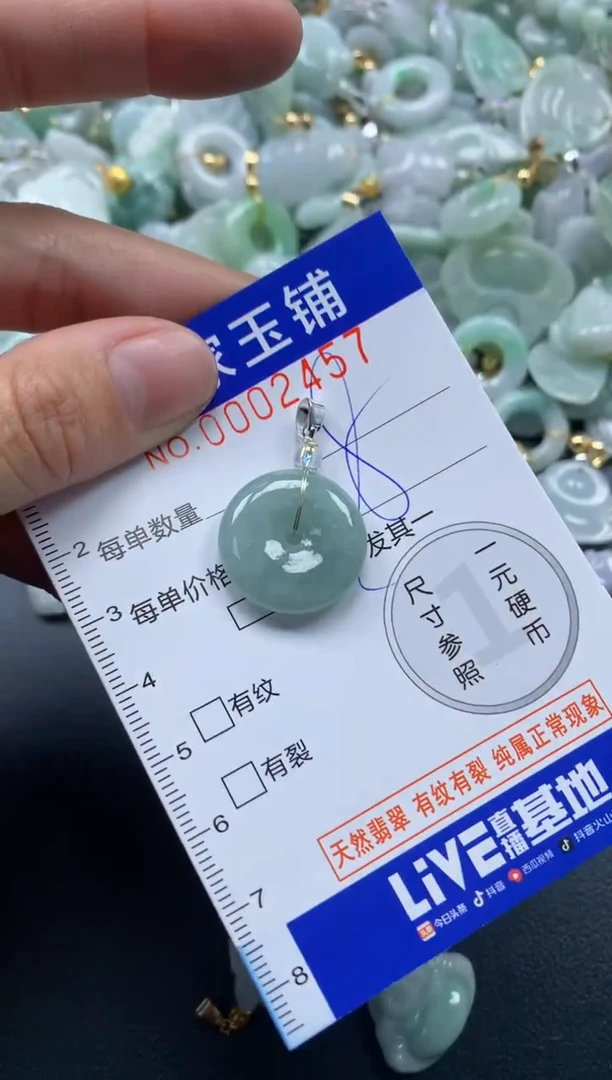 玉铺
NO.0002457
每单数量
每单价格
发其一
一元硬币
尺寸参照
1
有纹
有裂
2
3
4
5
6
7
8
天然翡翠 有纹有裂 纯属正常现象
LiVE直播基地
今日头条 抖音 西瓜视频 抖音火山